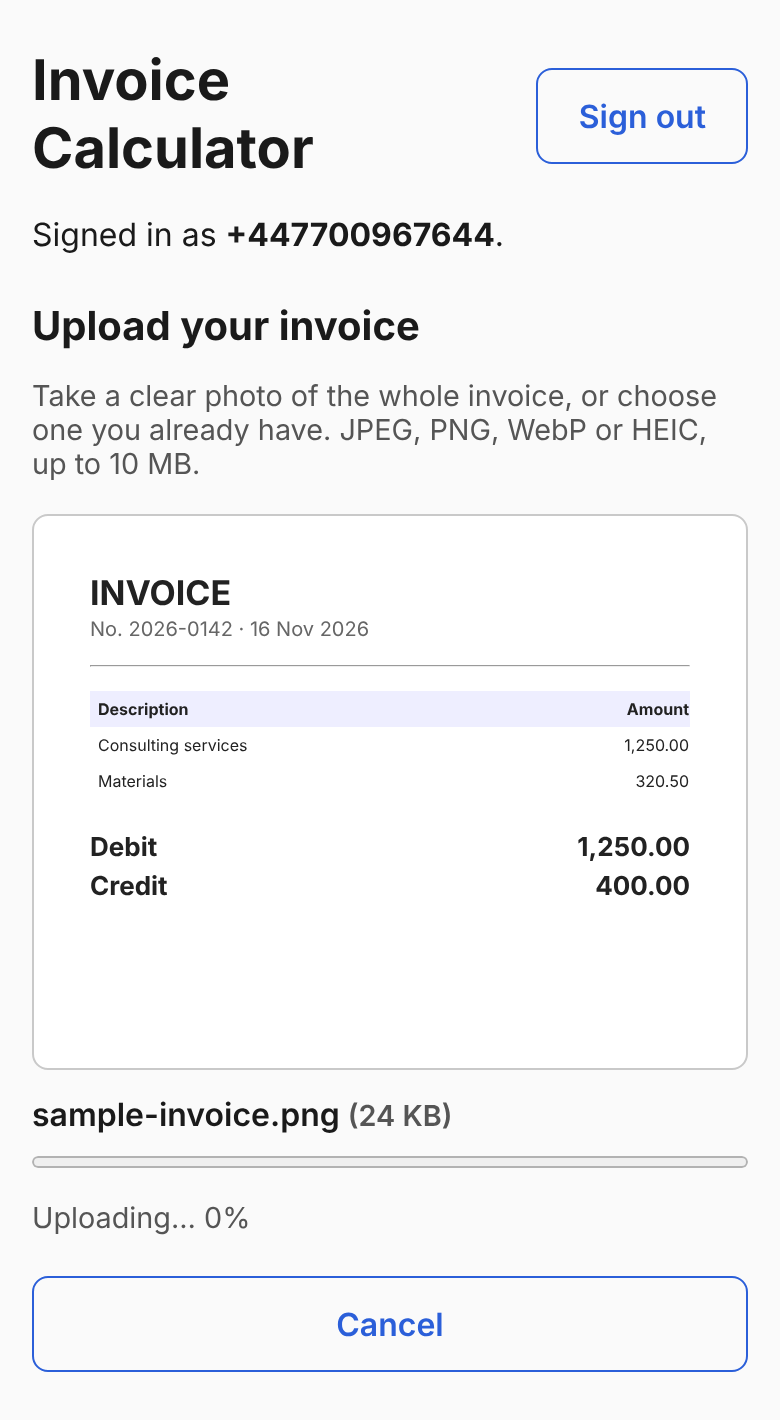 Invoice
Calculator
Sign out
Signed in as +447700967644.
Upload your invoice
Take a clear photo of the whole invoice, or choose
one you already have. JPEG, PNG, WebP or HEIC,
up to 10 MB.
INVOICE
No. 2026-0142 · 16 Nov 2026
Description Amount
Consulting services 1,250.00
Materials 320.50
Debit 1,250.00
Credit 400.00
sample-invoice.png (24 KB)
Uploading… 0%
Cancel